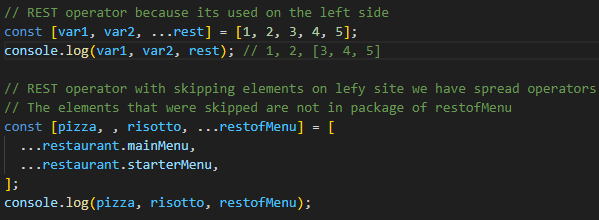 // REST operator because its used on the left side
const [var1, var2, ...rest] = [1, 2, 3, 4, 5];
console.log(var1, var2, rest); // 1, 2, [3, 4, 5]
// REST operator with skipping elements on lefy site we have spread operators
// The elements that were skipped are not in package of restofMenu
const [pizza, , risotto, ...restofMenu] = [
...restaurant.mainMenu,
...restaurant.starterMenu,
];
console.log(pizza, risotto, restofMenu);